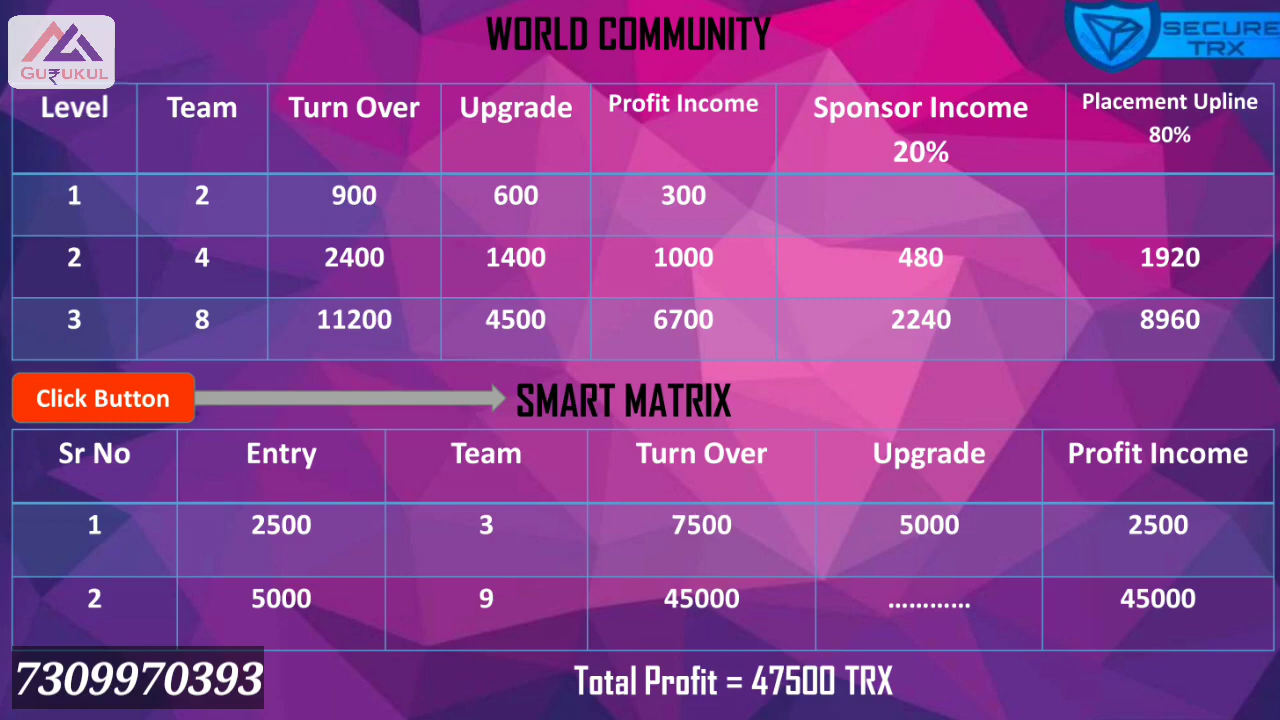 WORLD COMMUNITY
SECURE
TRX
GU₹UKUL
Level Team Turn Over Upgrade Profit Income Sponsor Income 20% Placement Upline 80%
1 2 900 600 300
2 4 2400 1400 1000 480 1920
3 8 11200 4500 6700 2240 8960
Click Button
SMART MATRIX
Sr No Entry Team Turn Over Upgrade Profit Income
1 2500 3 7500 5000 2500
2 5000 9 45000 ………… 45000
7309970393
Total Profit = 47500 TRX